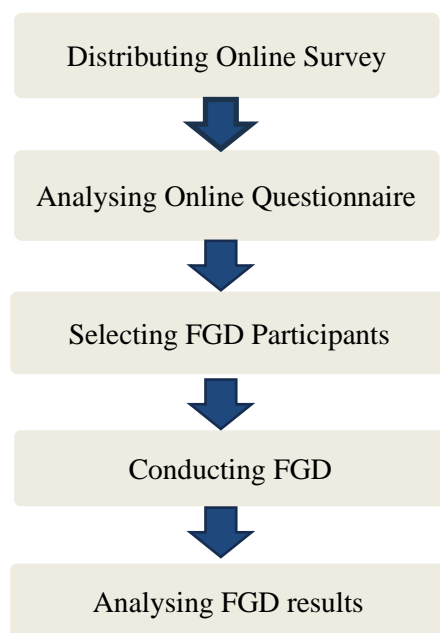 Distributing Online Survey
Analysing Online Questionnaire
Selecting FGD Participants
Conducting FGD
Analysing FGD results